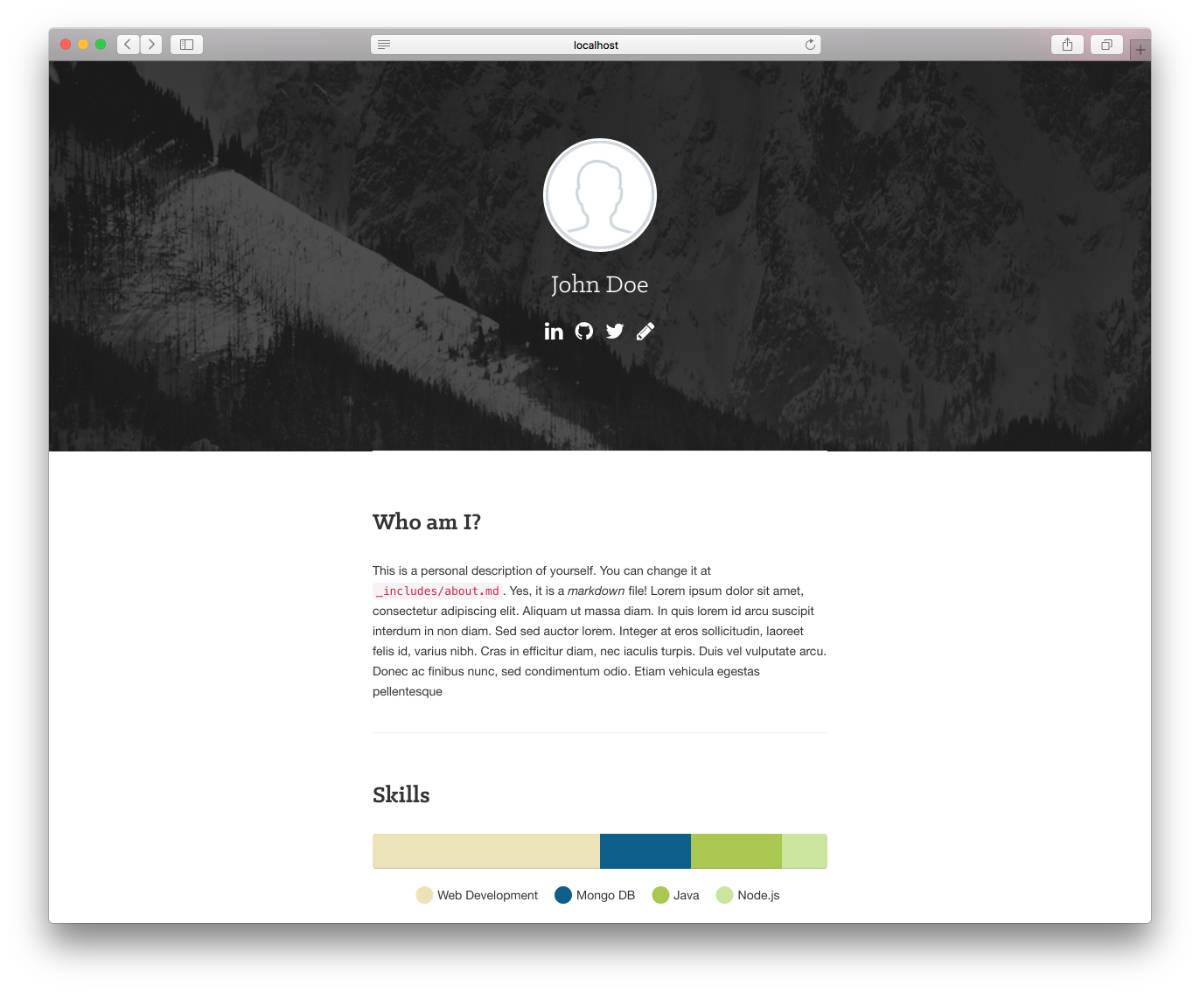 localhost
John Doe
Who am I?
This is a personal description of yourself. You can change it at
_includes/about.md. Yes, it is a markdown file! Lorem ipsum dolor sit amet,
consectetur adipiscing elit. Aliquam ut massa diam. In quis lorem id arcu suscipit
interdum in non diam. Sed sed auctor lorem. Integer at eros sollicitudin, laoreet
felis id, varius nibh. Cras in efficitur diam, nec iaculis turpis. Duis vel vulputate arcu.
Donec ac finibus nunc, sed condimentum odio. Etiam vehicula egestas
pellentesque
Skills
Web Development Mongo DB Java Node.js